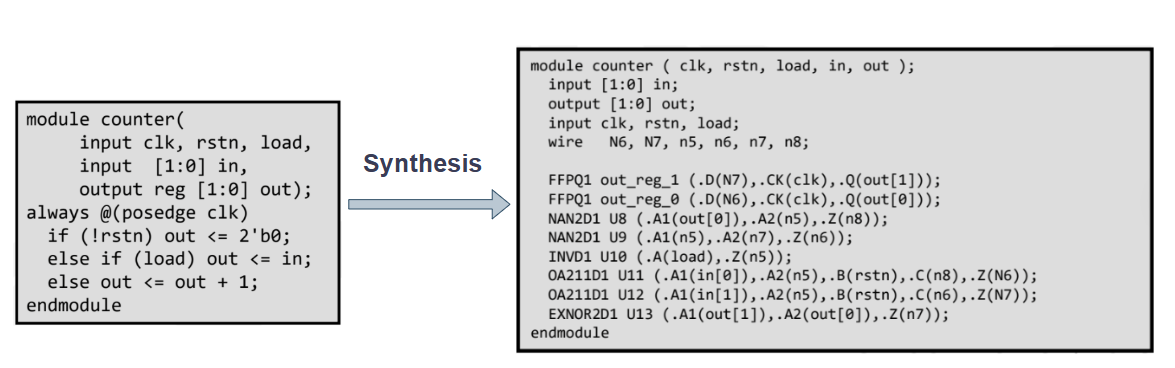 module counter(
input clk, rstn, load,
input [1:0] in,
output reg [1:0] out);
always @(posedge clk)
if (!rstn) out <= 2'b0;
else if (load) out <= in;
else out <= out + 1;
endmodule
Synthesis
module counter ( clk, rstn, load, in, out );
input [1:0] in;
output [1:0] out;
input clk, rstn, load;
wire N6, N7, n5, n6, n7, n8;
FFPQ1 out_reg_1 (.D(N7),.CK(clk),.Q(out[1]));
FFPQ1 out_reg_0 (.D(N6),.CK(clk),.Q(out[0]));
NAN2D1 U8 (.A1(out[0]),.A2(n5),.Z(n8));
NAN2D1 U9 (.A1(n5),.A2(n7),.Z(n6));
INVD1 U10 (.A(load),.Z(n5));
OA211D1 U11 (.A1(in[0]),.A2(n5),.B(rstn),.C(n8),.Z(N6));
OA211D1 U12 (.A1(in[1]),.A2(n5),.B(rstn),.C(n6),.Z(N7));
EXNOR2D1 U13 (.A1(out[1]),.A2(out[0]),.Z(n7));
endmodule